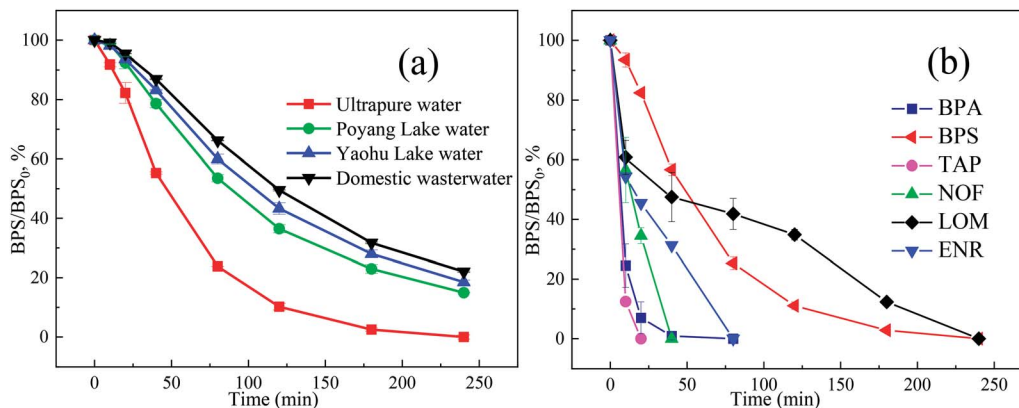 (a)
BPS/BPS₀, %
100
80
60
40
20
0
Ultrapure water
Poyang Lake water
Yaohu Lake water
Domestic wasterwater
0 50 100 150 200 250
Time (min)
(b)
BPS/BPS₀, %
100
80
60
40
20
0
BPA
BPS
TAP
NOF
LOM
ENR
0 50 100 150 200 250
Time (min)